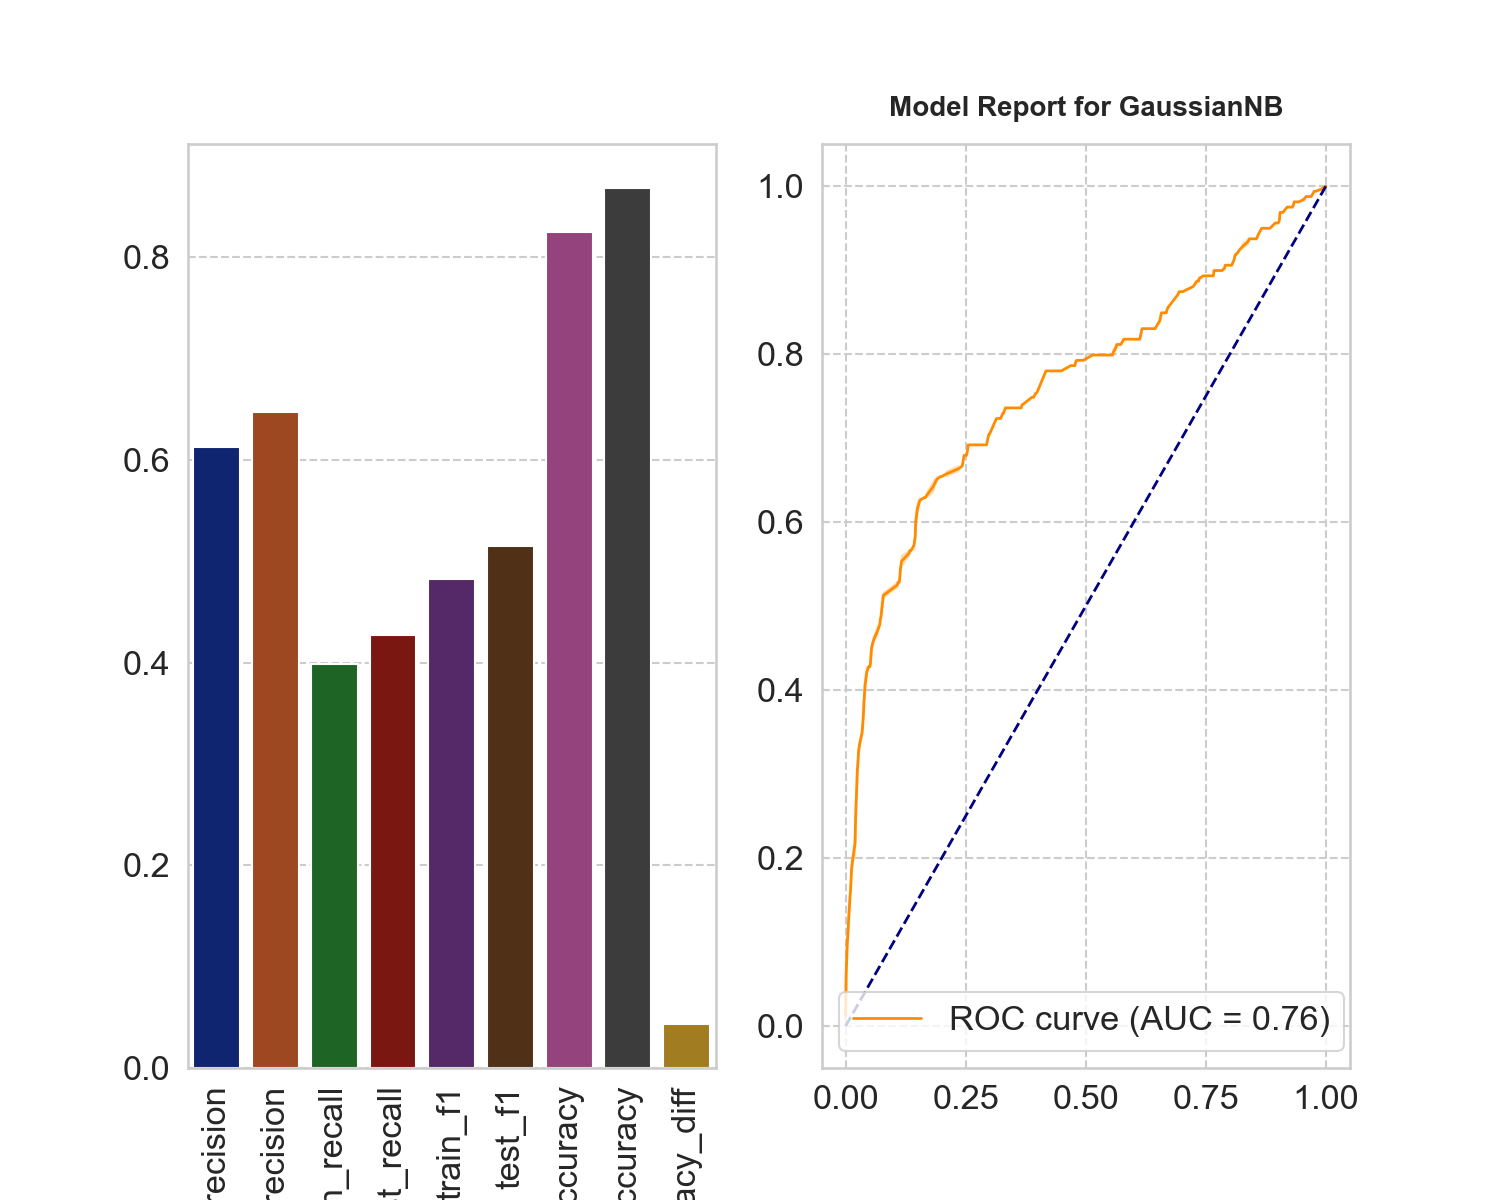 Model Report for GaussianNB
0.8
0.6
0.4
0.2
0.0
recision
recision
n_recall
t_recall
train_f1
test_f1
ccuracy
ccuracy
acy_diff
1.0
0.8
0.6
0.4
0.2
0.0
ROC curve (AUC = 0.76)
0.00 0.25 0.50 0.75 1.00